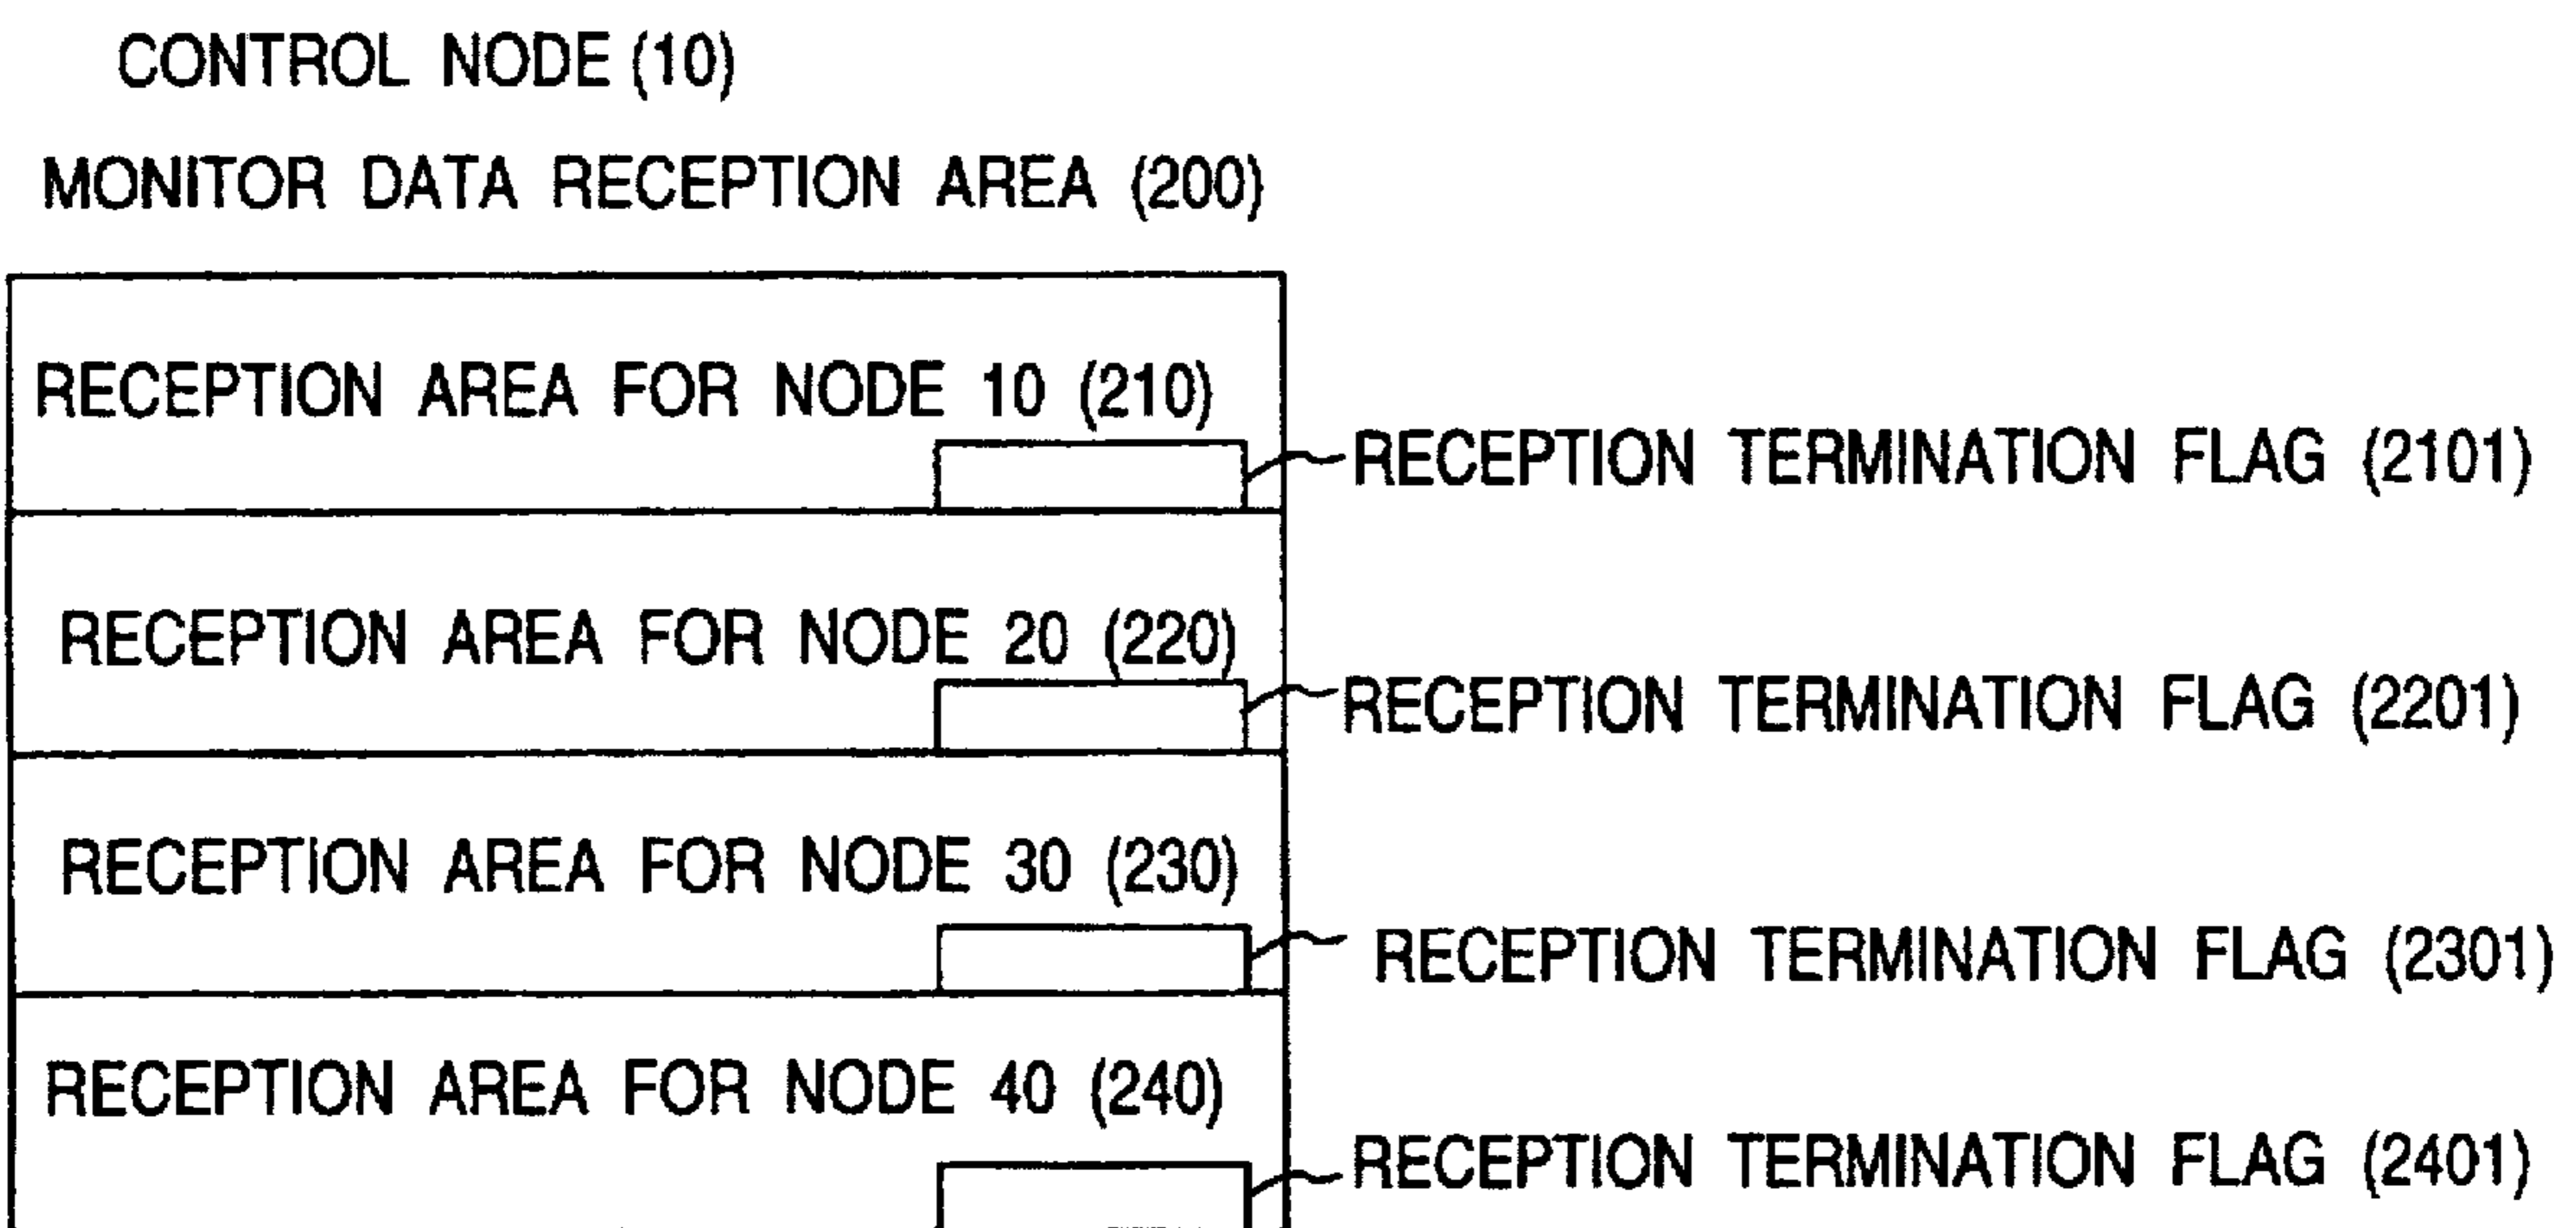 CONTROL NODE (10)
MONITOR DATA RECEPTION AREA (200)
RECEPTION AREA FOR NODE 10 (210)
RECEPTION TERMINATION FLAG (2101)
RECEPTION AREA FOR NODE 20 (220)
RECEPTION TERMINATION FLAG (2201)
RECEPTION AREA FOR NODE 30 (230)
RECEPTION TERMINATION FLAG (2301)
RECEPTION AREA FOR NODE 40 (240)
RECEPTION TERMINATION FLAG (2401)